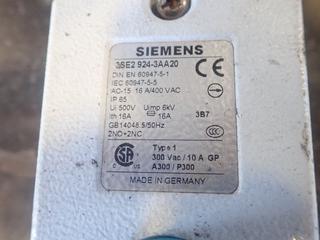 SIEMENS
3SE2 924-3AA20
DIN EN 60947-5-1
IEC 60947-5-5
AC-15 16 A/400 VAC
IP 65
Ui 500V Uimp 6kV
Ith 16A 16A 3B7
GB14048.5/50Hz
2NO+2NC
CCC
Type 1
300 Vac / 10 A GP
A300 / P300
MADE IN GERMANY